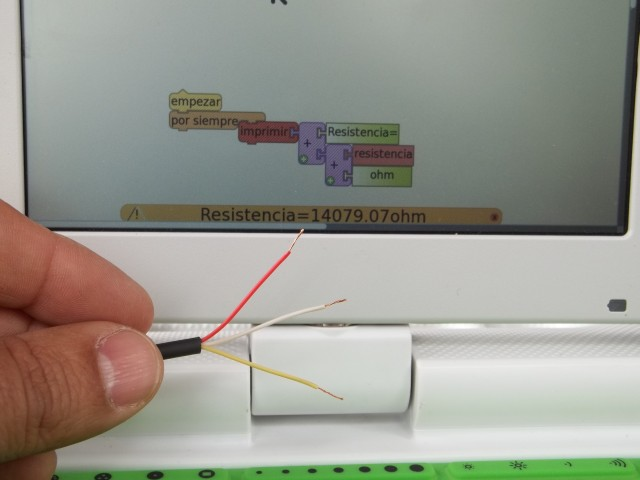 empezar
por siempre
imprimir + Resistencia=
+ resistencia
ohm
Resistencia=14079.07ohm